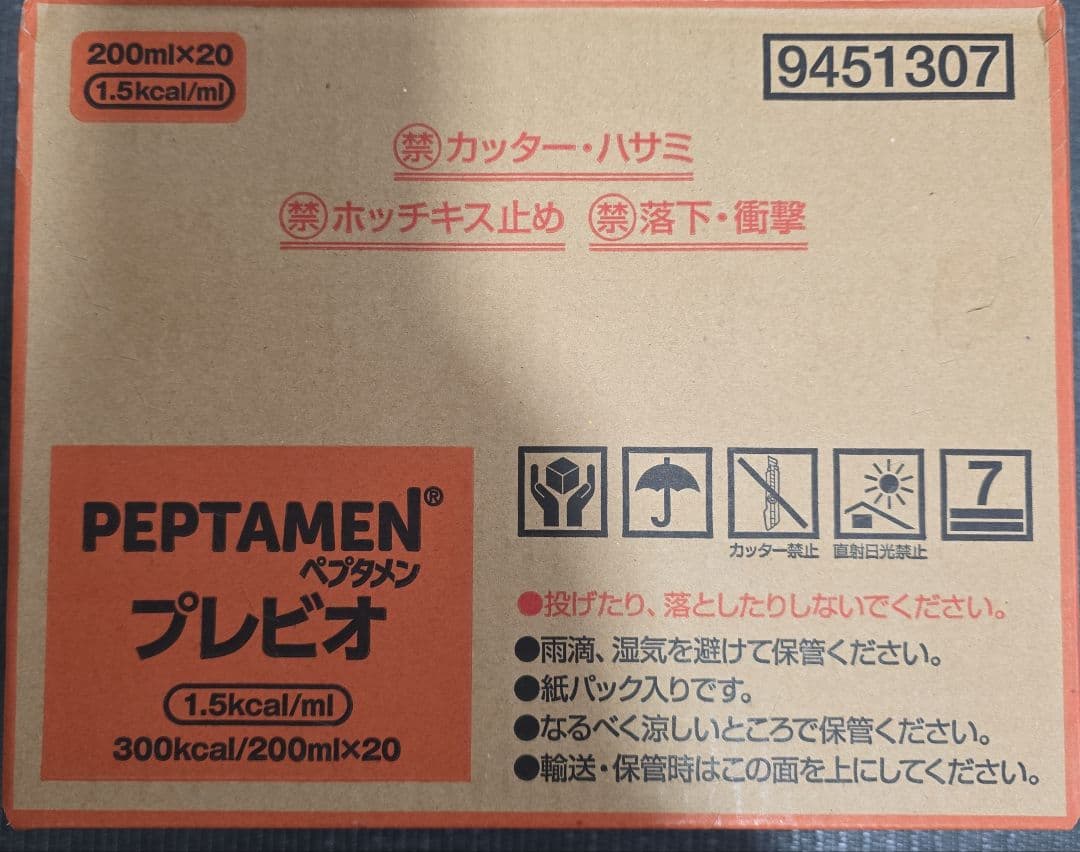 200ml×20
1.5kcal/ml
9451307
禁カッター・ハサミ
禁ホッチキス止め 禁落下・衝撃
PEPTAMEN®
ペプタメン
プレビオ
1.5kcal/ml
300kcal/200ml×20
カッター禁止 直射日光禁止
7
●投げたり、落としたりしないでください。
●雨滴、湿気を避けて保管ください。
●紙パック入りです。
●なるべく涼しいところで保管ください。
●輸送・保管時はこの面を上にしてください。